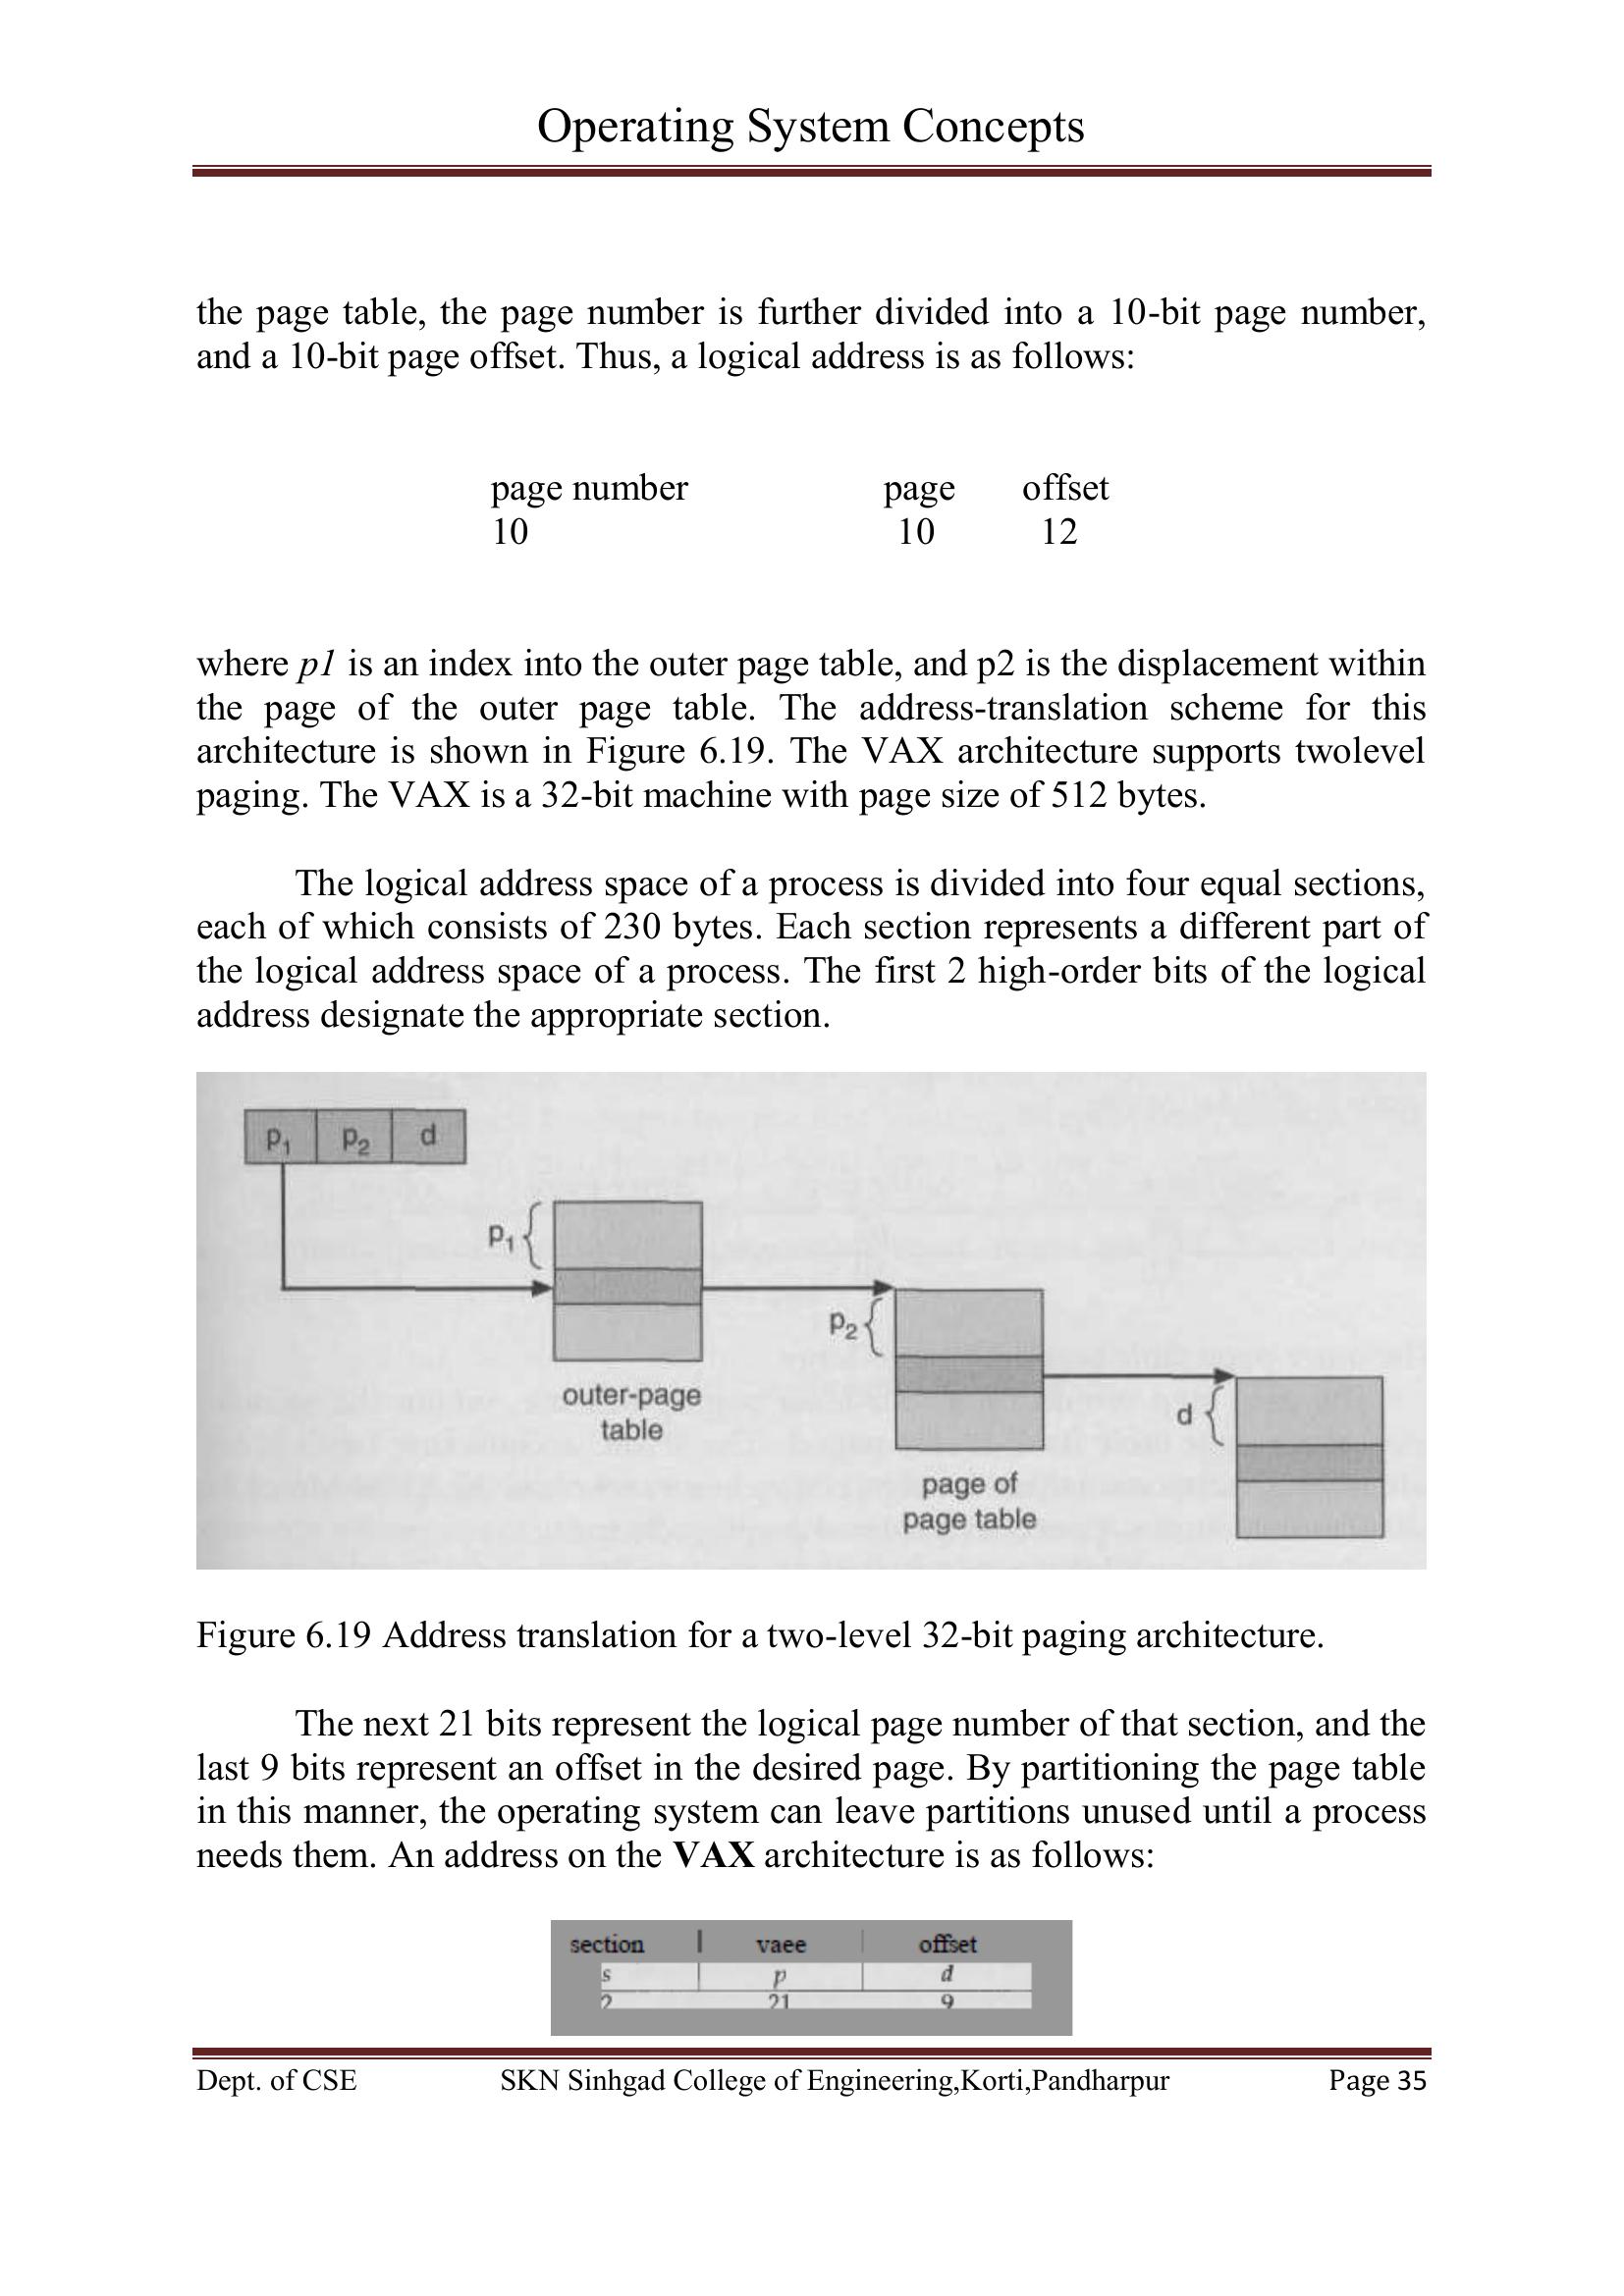 Operating System Concepts
the page table, the page number is further divided into a 10-bit page number,
and a 10-bit page offset. Thus, a logical address is as follows:
page number page offset
10 10 12
where p1 is an index into the outer page table, and p2 is the displacement within
the page of the outer page table. The address-translation scheme for this
architecture is shown in Figure 6.19. The VAX architecture supports twolevel
paging. The VAX is a 32-bit machine with page size of 512 bytes.
The logical address space of a process is divided into four equal sections,
each of which consists of 230 bytes. Each section represents a different part of
the logical address space of a process. The first 2 high-order bits of the logical
address designate the appropriate section.
p1 p2 d
p1
outer-page
table
p2
page of
page table
d
Figure 6.19 Address translation for a two-level 32-bit paging architecture.
The next 21 bits represent the logical page number of that section, and the
last 9 bits represent an offset in the desired page. By partitioning the page table
in this manner, the operating system can leave partitions unused until a process
needs them. An address on the VAX architecture is as follows:
section | vaee | offset
s p d
2 21 9
Dept. of CSE SKN Sinhgad College of Engineering,Korti,Pandharpur Page 35